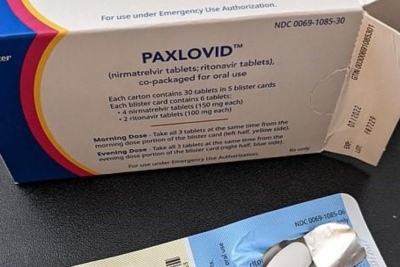 For use under Emergency Use Authorization.
NDC 0069-1085-30
PAXLOVID™
(nirmatrelvir tablets; ritonavir tablets),
co-packaged for oral use
Each carton contains 30 tablets in 5 blister cards
Each blister card contains 6 tablets:
• 4 nirmatrelvir tablets (150 mg each)
• 2 ritonavir tablets (100 mg each)
Morning Dose - Take all 3 tablets at the same time from the
morning dose portion of the blister card (left half, yellow side).
Evening Dose - Take all 3 tablets at the same time from the
evening dose portion of the blister card (right half, blue side).
For use under Emergency Use Authorization.
Rx only
EXP.
LOT.
NDC 0069-1085-06